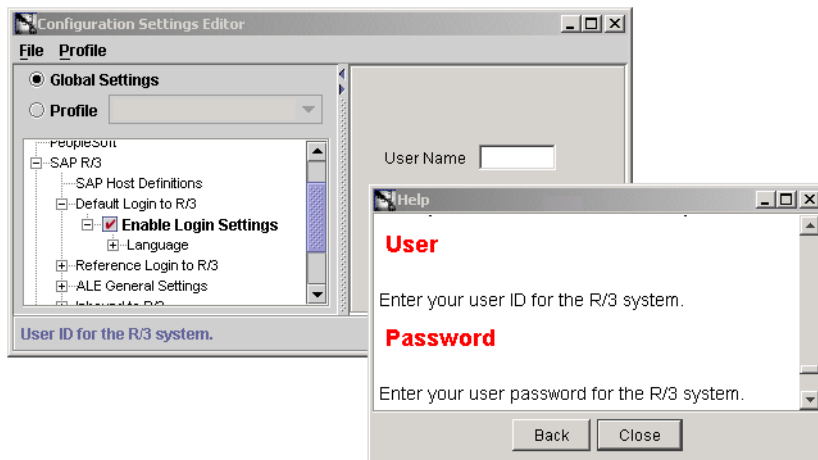 Configuration Settings Editor
File Profile
Global Settings
Profile
PeopleSoft
SAP R/3
SAP Host Definitions
Default Login to R/3
Enable Login Settings
Language
Reference Login to R/3
ALE General Settings
Inbound to R/3
User ID for the R/3 system.
User Name
Help
User
Enter your user ID for the R/3 system.
Password
Enter your user password for the R/3 system.
Back Close